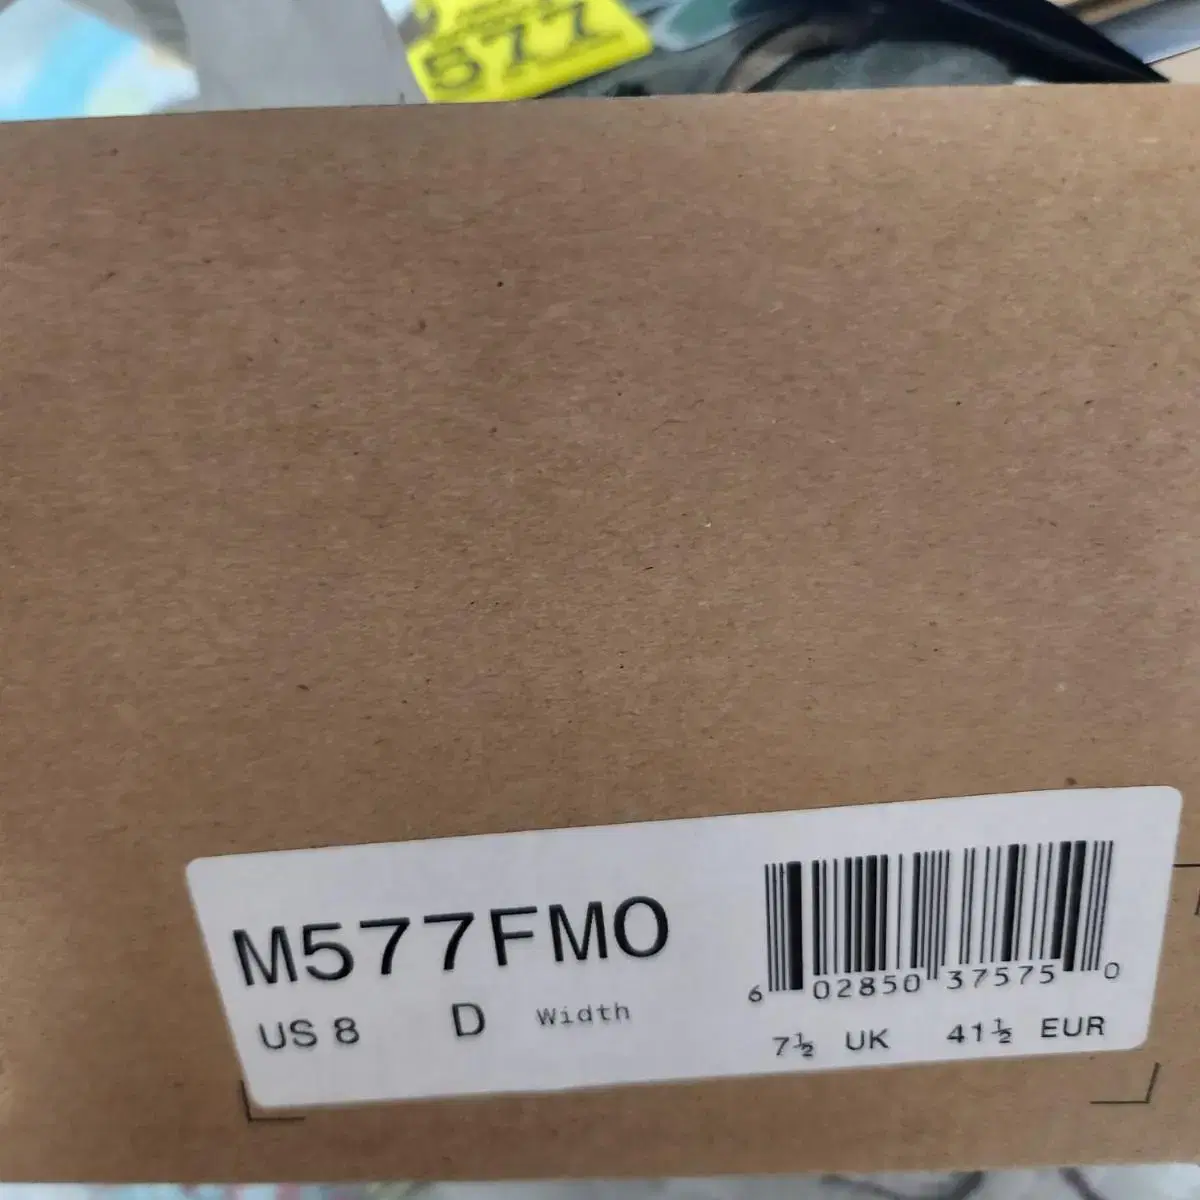 577
M577FMO
US 8 D Width
6 02850 37575 0
7½ UK 41½ EUR